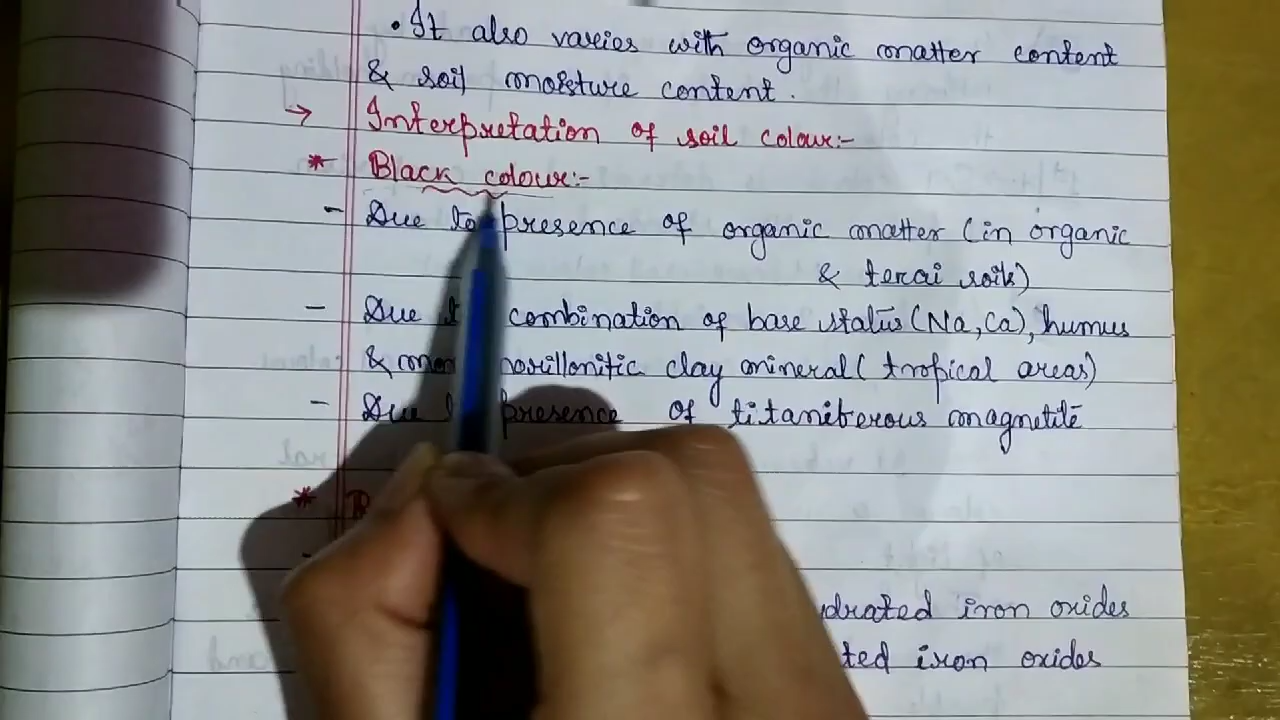 •It also varies with organic matter content
& soil moisture content.
→ Interpretation of soil colour:-
* Black colour:-
- Due to presence of organic matter (in organic
& terai soils)
- Due combination of base status (Na, Ca), humus
& clay mineral (tropical areas)
- Due presence of titaniterous magnetite
*
drated iron oxides
ted iron oxides